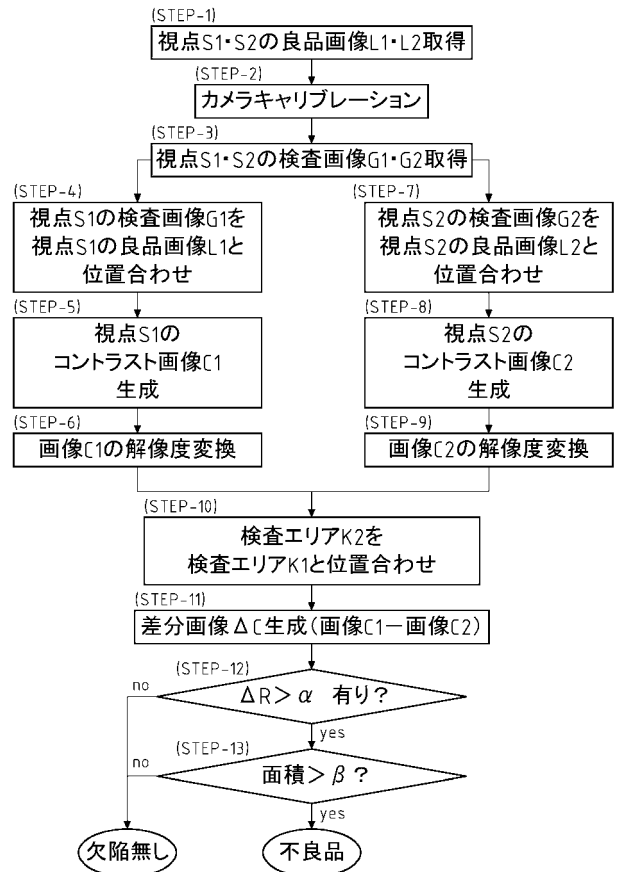 (STEP-1)
視点S1・S2の良品画像L1・L2取得
(STEP-2)
カメラキャリブレーション
(STEP-3)
視点S1・S2の検査画像G1・G2取得
(STEP-4)
視点S1の検査画像G1を
視点S1の良品画像L1と
位置合わせ
(STEP-5)
視点S1の
コントラスト画像C1
生成
(STEP-6)
画像C1の解像度変換
(STEP-7)
視点S2の検査画像G2を
視点S2の良品画像L2と
位置合わせ
(STEP-8)
視点S2の
コントラスト画像C2
生成
(STEP-9)
画像C2の解像度変換
(STEP-10)
検査エリアK2を
検査エリアK1と位置合わせ
(STEP-11)
差分画像ΔC生成(画像C1－画像C2)
(STEP-12)
no
ΔR＞α 有り？
yes
(STEP-13)
no
面積＞β？
yes
欠陥無し
不良品